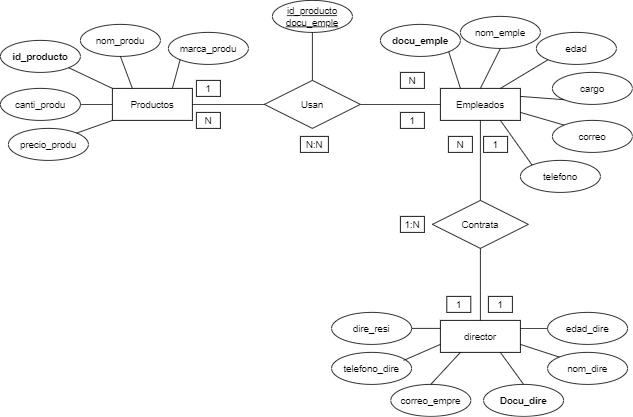 id_producto
docu_emple
nom_produ
marca_produ
id_producto
canti_produ
precio_produ
Productos
1
N
Usan
N:N
N
1
docu_emple
nom_emple
edad
cargo
correo
telefono
Empleados
N
1
1:N
Contrata
1
1
dire_resi
director
edad_dire
telefono_dire
nom_dire
correo_empre
Docu_dire